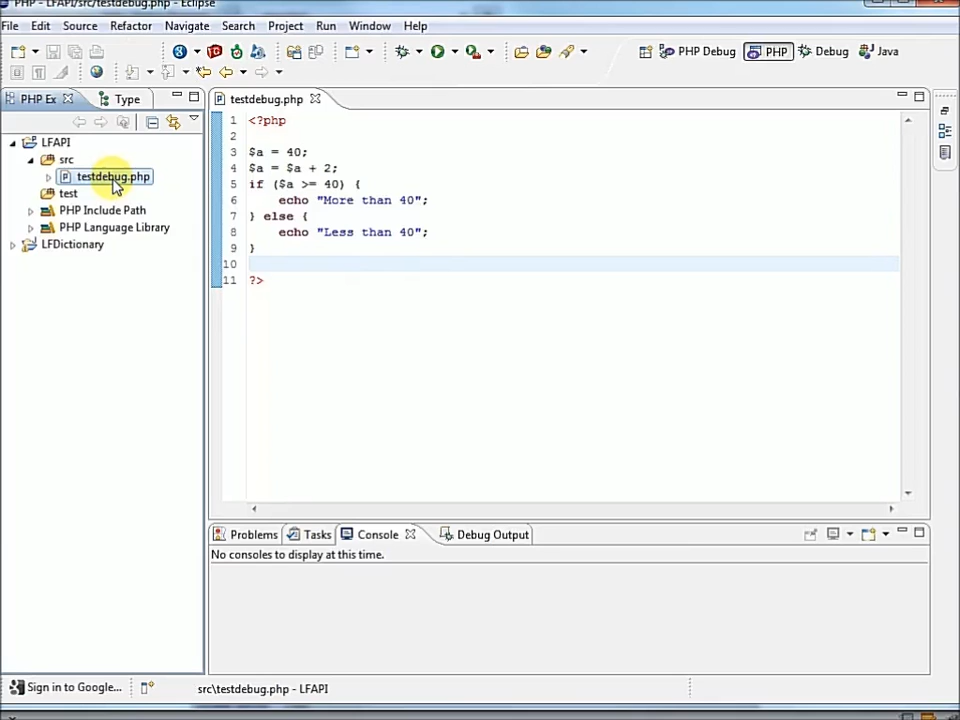 PHP - LFAPI/src/testdebug.php - Eclipse
File Edit Source Refactor Navigate Search Project Run Window Help
PHP Debug PHP Debug Java
PHP Ex Type
LFAPI
src
testdebug.php
test
PHP Include Path
PHP Language Library
LFDictionary
testdebug.php
1 <?php
2
3 $a = 40;
4 $a = $a + 2;
5 if ($a >= 40) {
6 echo "More than 40";
7 } else {
8 echo "Less than 40";
9 }
10
11 ?>
Problems Tasks Console Debug Output
No consoles to display at this time.
Sign in to Google... src\testdebug.php - LFAPI